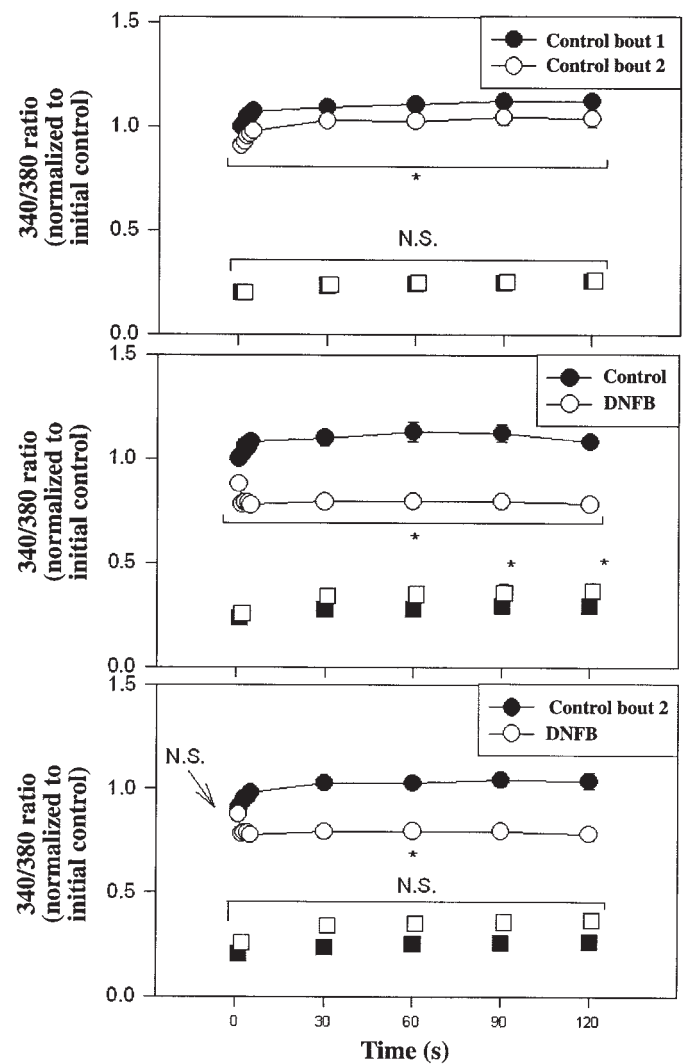 340/380 ratio
(normalized to
initial control)
1.5
1.0
0.5
0.0
Control bout 1
Control bout 2
*
N.S.
340/380 ratio
(normalized to
initial control)
1.5
1.0
0.5
0.0
Control
DNFB
*
*
*
340/380 ratio
(normalized to
initial control)
1.5
1.0
0.5
0.0
Control bout 2
DNFB
N.S.
*
N.S.
0
30
60
90
120
Time (s)